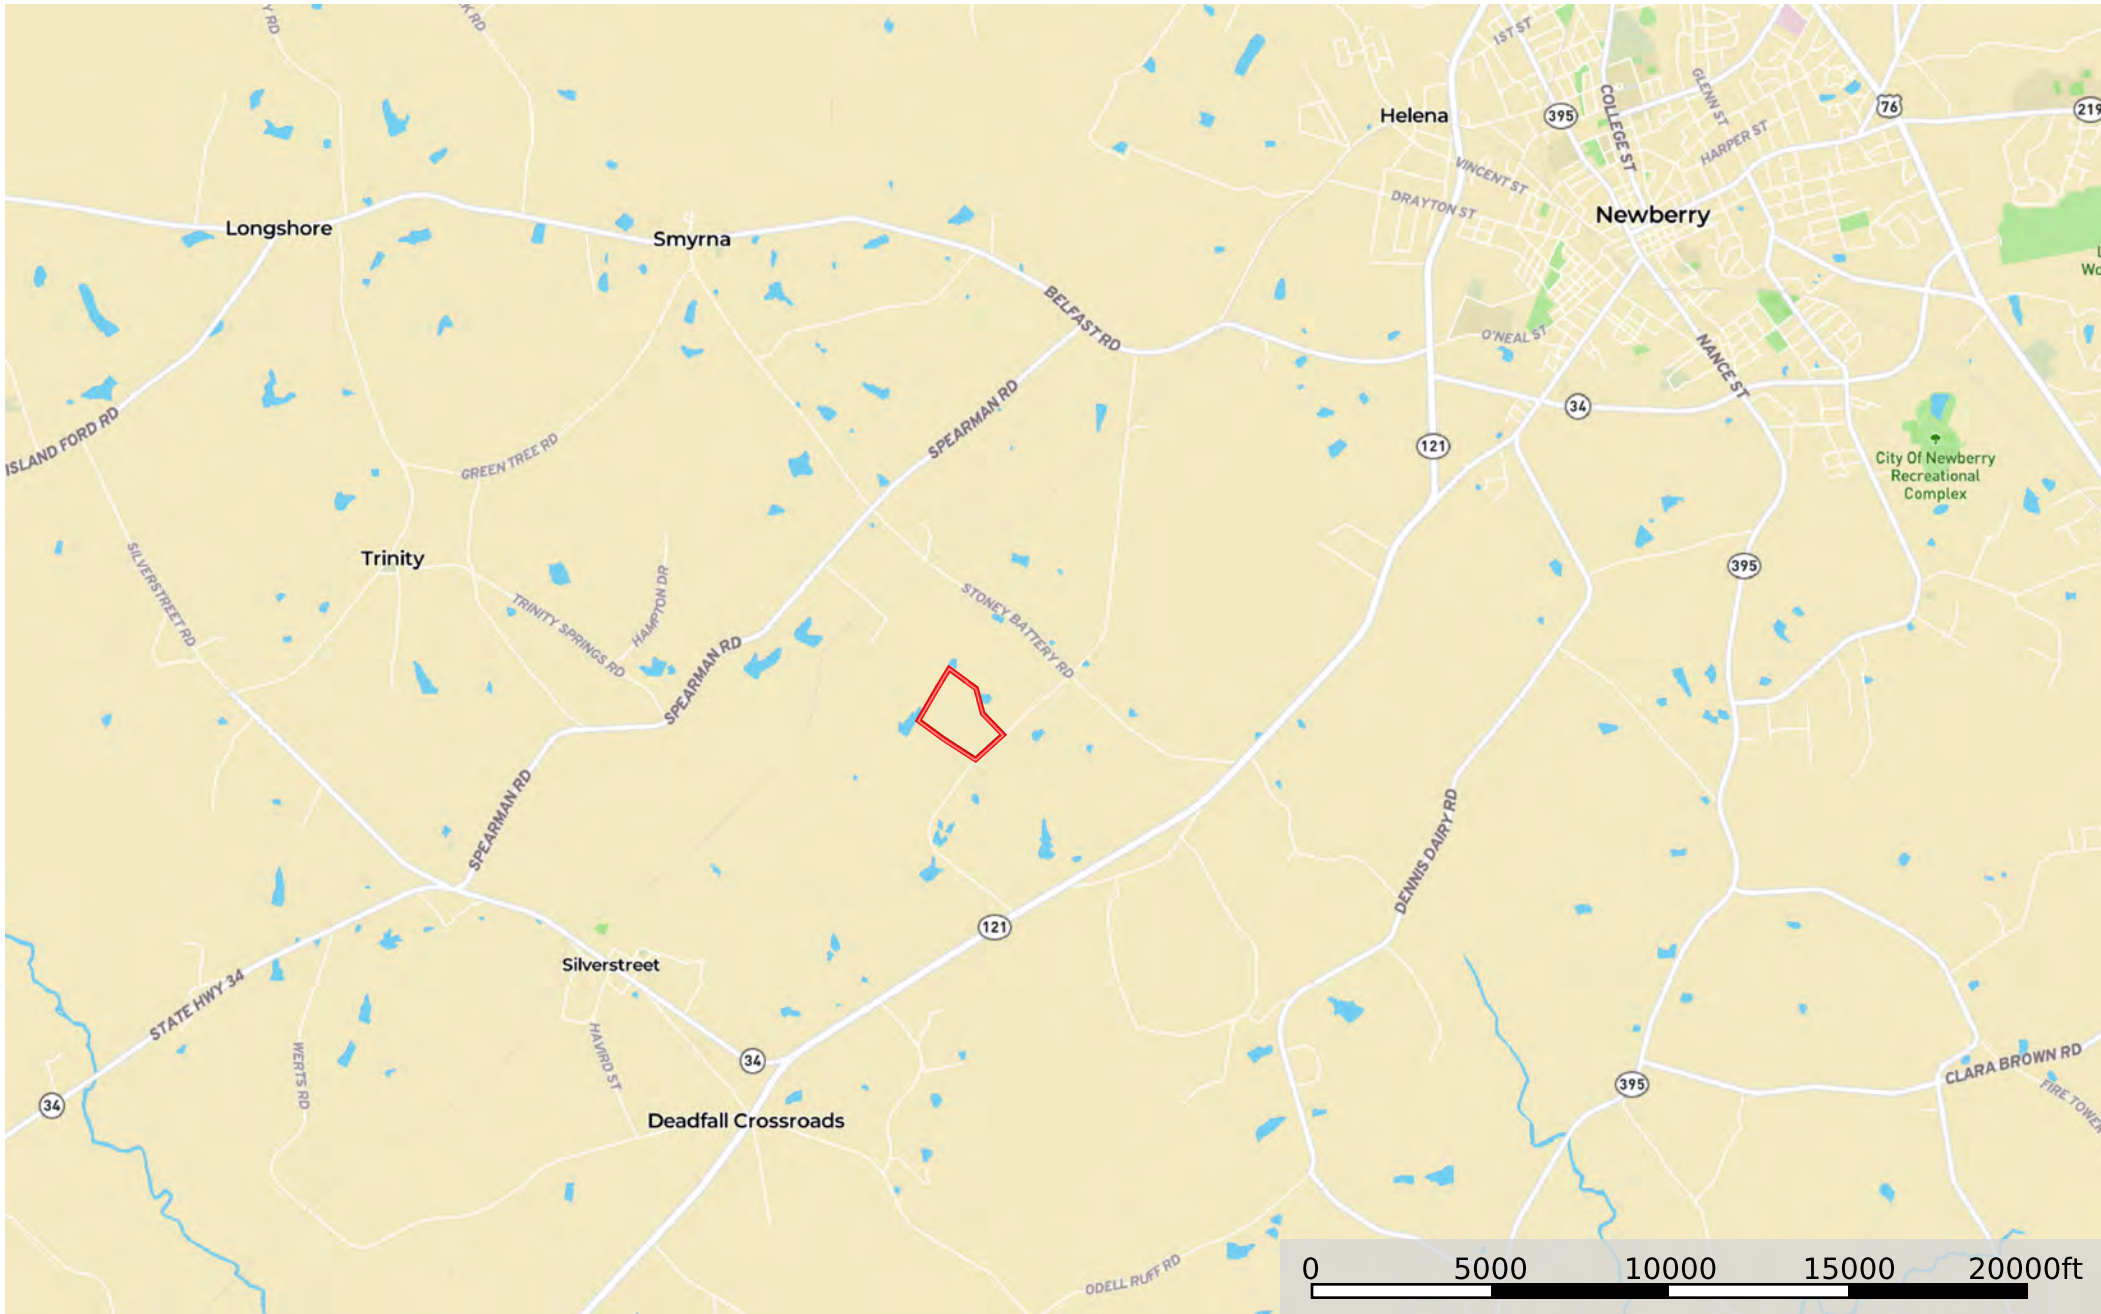 Y RD
K RD
1ST ST
GLENN ST
COLLEGE ST
Helena
395
76
219
HARPER ST
VINCENT ST
DRAYTON ST
Newberry
Longshore
Smyrna
BELFAST RD
O'NEAL ST
NANCE ST
34
ISLAND FORD RD
GREEN TREE RD
SPEARMAN RD
121
City Of Newberry
Recreational
Complex
L
Wo
SILVERSTREET RD
Trinity
TRINITY SPRINGS RD
HAMPTON DR
STONEY BATTERY RD
395
SPEARMAN RD
SPEARMAN RD
DENNIS DAIRY RD
121
Silverstreet
STATE HWY 34
WERTS RD
HAVIRD ST
34
34
Deadfall Crossroads
395
CLARA BROWN RD
FIRE TOWER
ODELL RUFF RD
0 5000 10000 15000 20000ft